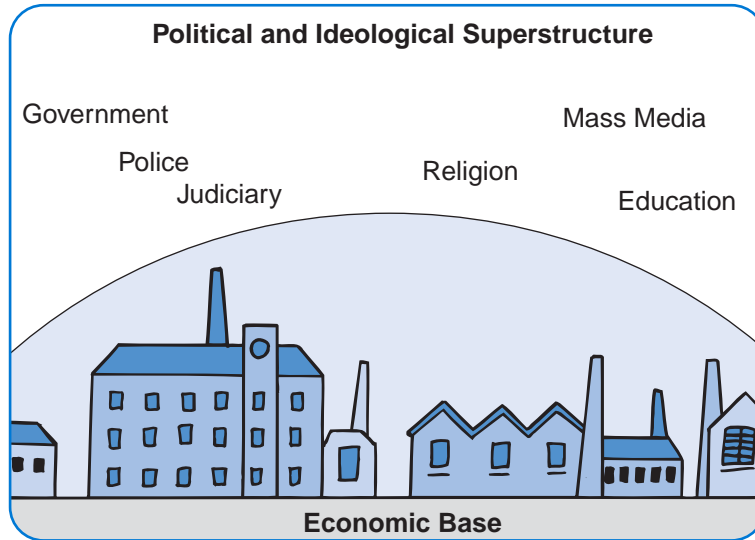 Political and Ideological Superstructure
Government
Mass Media
Police
Religion
Judiciary
Education
Economic Base